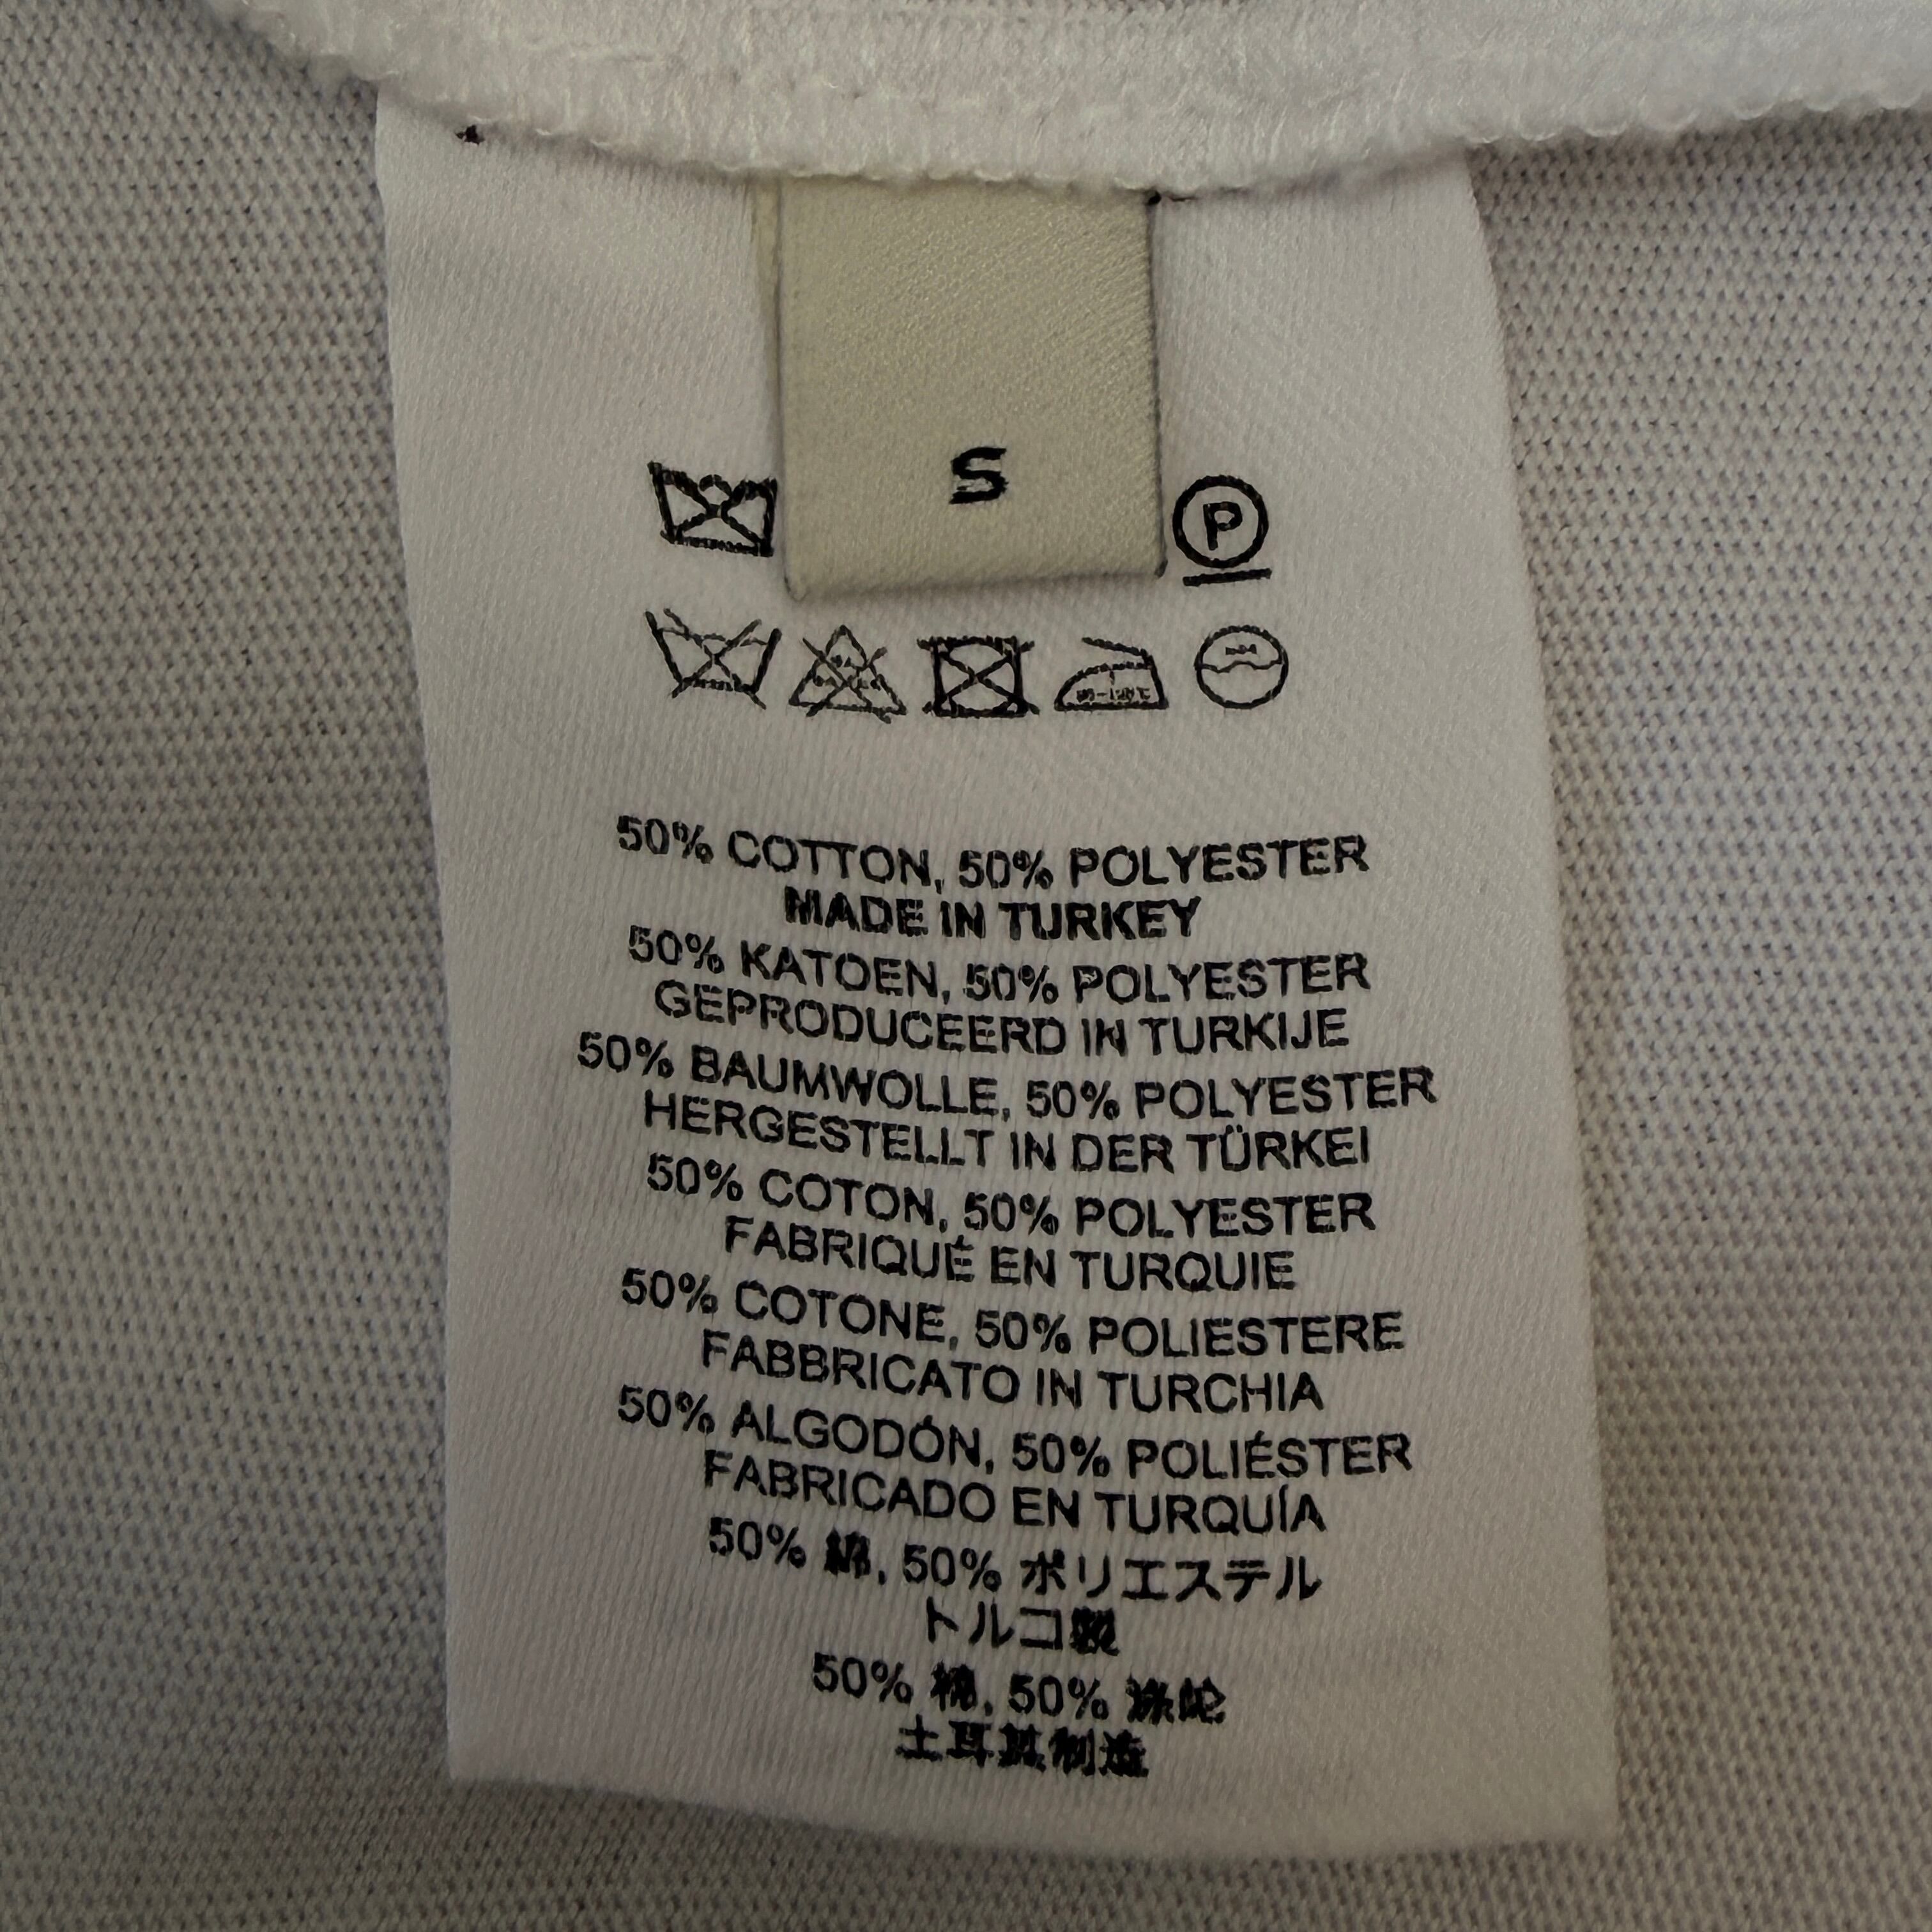 S
P
50% COTTON, 50% POLYESTER
MADE IN TURKEY
50% KATOEN, 50% POLYESTER
GEPRODUCEERD IN TURKIJE
50% BAUMWOLLE, 50% POLYESTER
HERGESTELLT IN DER TÜRKEI
50% COTON, 50% POLYESTER
FABRIQUÉ EN TURQUIE
50% COTONE, 50% POLIESTERE
FABBRICATO IN TURCHIA
50% ALGODÓN, 50% POLIÉSTER
FABRICADO EN TURQUÍA
50% 綿, 50% ポリエステル
トルコ製
50% 棉, 50% 涤纶
土耳其制造